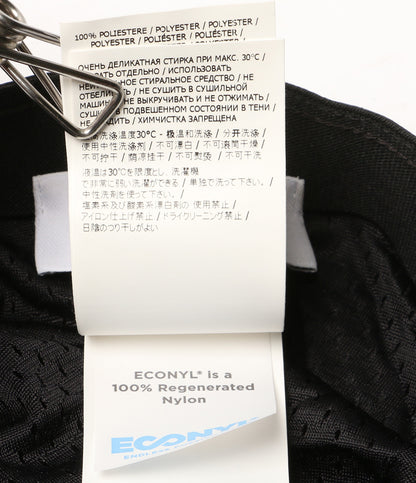 100% POLIESTERE / POLYESTER /
POLYESTER / POLIÉSTER / POLIÉSTER /
ОЧЕНЬ ДЕЛИКАТНАЯ СТИРКА ПРИ МАКС. 30°C /
ОТДЕЛЬНО / ИСПОЛЬЗОВАТЬ
СТИРАЛЬНОЕ СРЕДСТВО / НЕ
ОТБЕЛИВАТЬ / НЕ СУШИТЬ В СУШИЛЬНОЙ
МАШИНЕ / НЕ ВЫКРУЧИВАТЬ И НЕ ОТЖИМАТЬ /
СУШИТЬ В ПОДВЕШЕННОМ СОСТОЯНИИ В ТЕНИ /
НЕ / ХИМЧИСТКА ЗАПРЕЩЕНА
洗涤温度30°C - 极温和洗涤 / 分开洗涤 /
使用中性洗涤剂 / 不可漂白 / 不可滚筒干燥 /
不可拧干 / 荫凉挂干 / 不可熨烫 / 不可干洗
液温は30℃を限度とし、洗濯機
で非常に弱い洗濯ができる / 単独で洗って下さい。 /
中性洗剤を使って下さい。 /
塩素系及び酸素系漂白剤の 使用禁止 /
アイロン仕上げ禁止 / ドライクリーニング禁止 /
日陰のつり干しがよい
ECONYL® is a
100% Regenerated
Nylon
ECONYL
ENDLESS